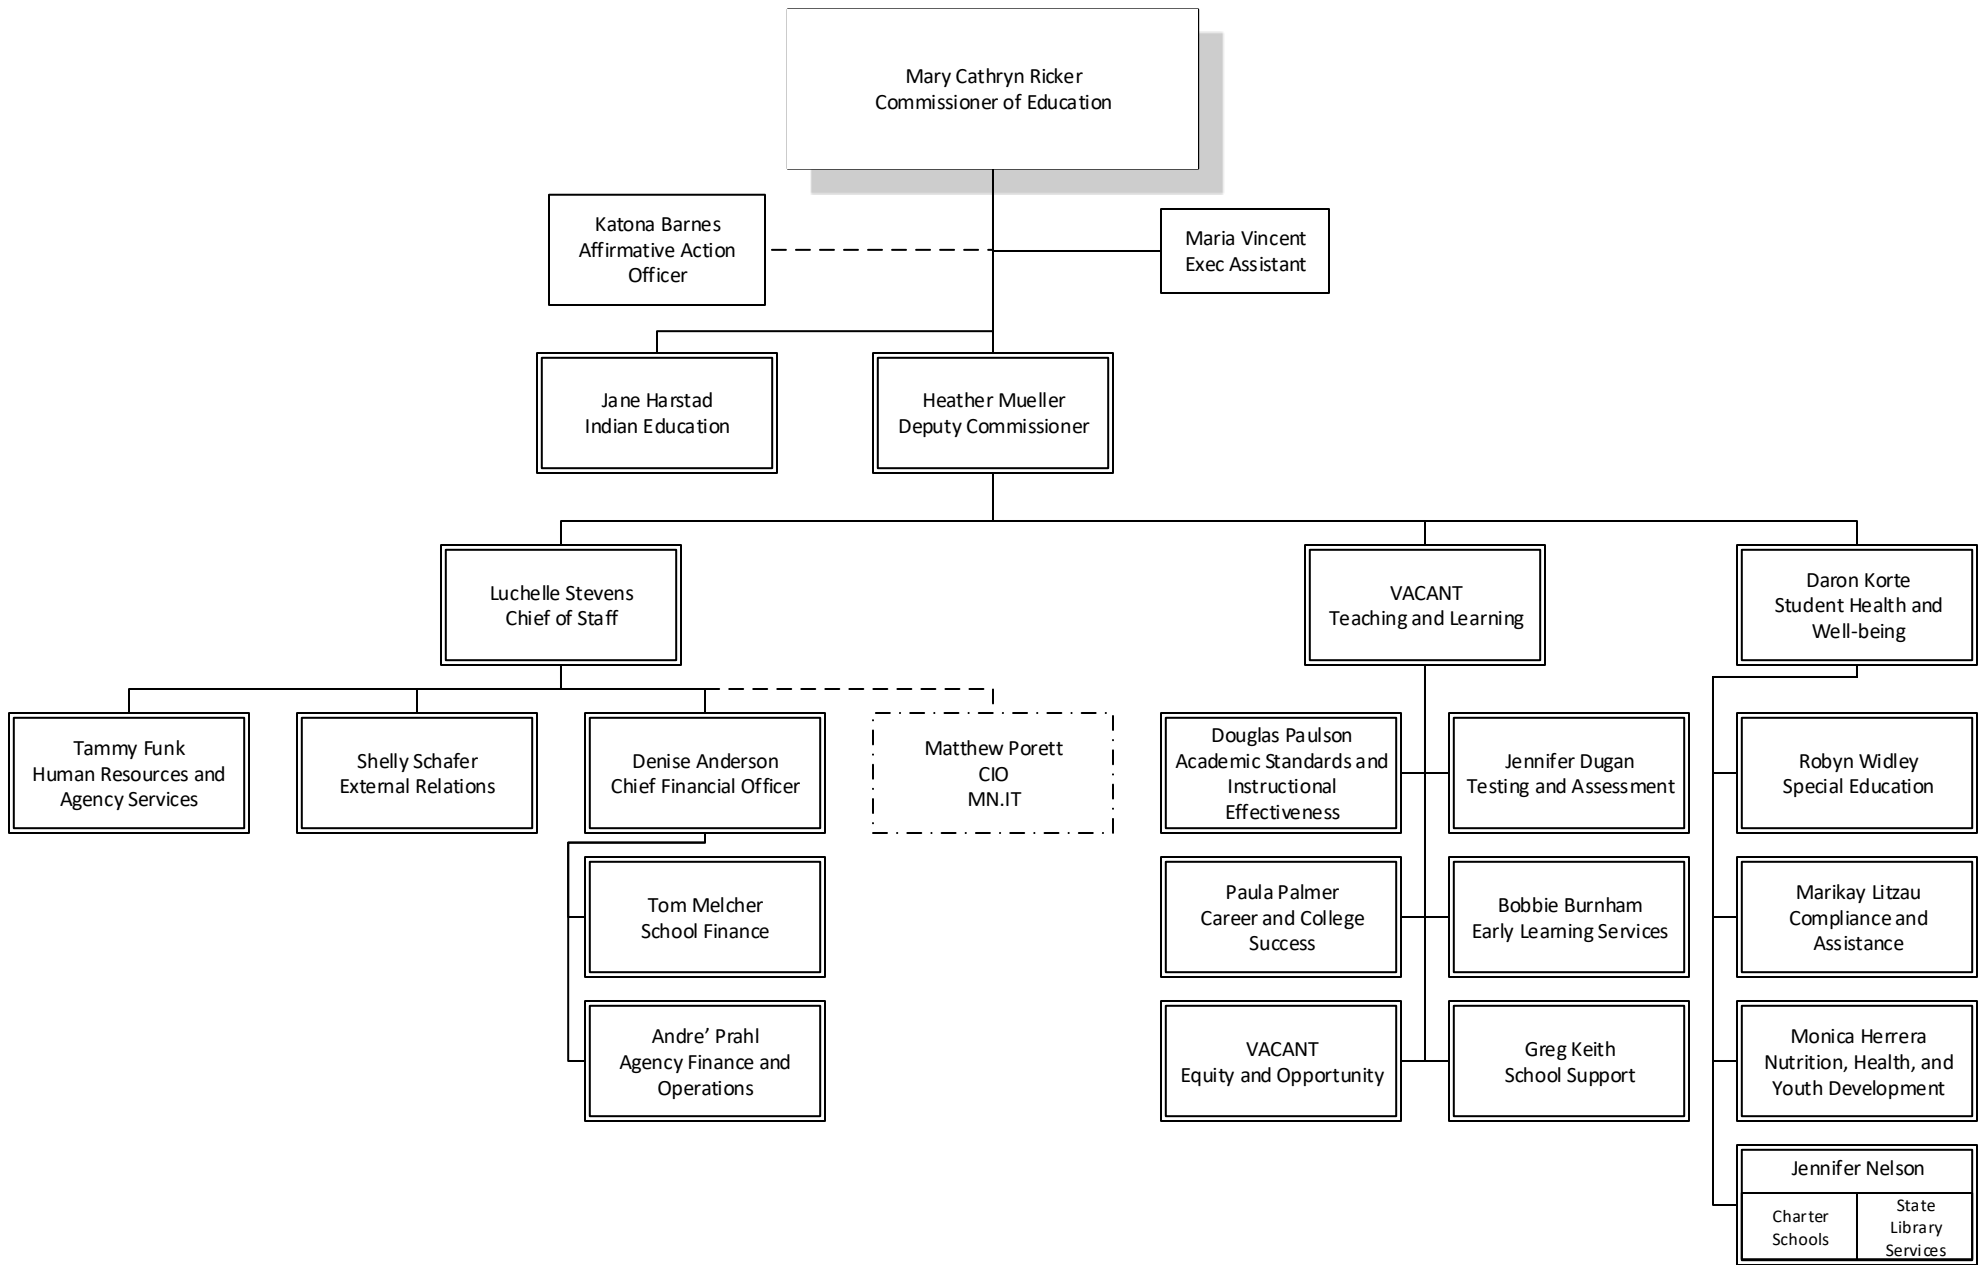 Mary Cathryn Ricker
Commissioner of Education
Katona Barnes
Affirmative Action
Officer
Maria Vincent
Exec Assistant
Jane Harstad
Indian Education
Heather Mueller
Deputy Commissioner
Luchelle Stevens
Chief of Staff
VACANT
Teaching and Learning
Daron Korte
Student Health and
Well-being
Tammy Funk
Human Resources and
Agency Services
Shelly Schafer
External Relations
Denise Anderson
Chief Financial Officer
Matthew Porett
CIO
MN.IT
Douglas Paulson
Academic Standards and
Instructional
Effectiveness
Jennifer Dugan
Testing and Assessment
Robyn Widley
Special Education
Tom Melcher
School Finance
Paula Palmer
Career and College
Success
Bobbie Burnham
Early Learning Services
Marikay Litzau
Compliance and
Assistance
Andre’ Prahl
Agency Finance and
Operations
VACANT
Equity and Opportunity
Greg Keith
School Support
Monica Herrera
Nutrition, Health, and
Youth Development
Jennifer Nelson
Charter
Schools
State
Library
Services